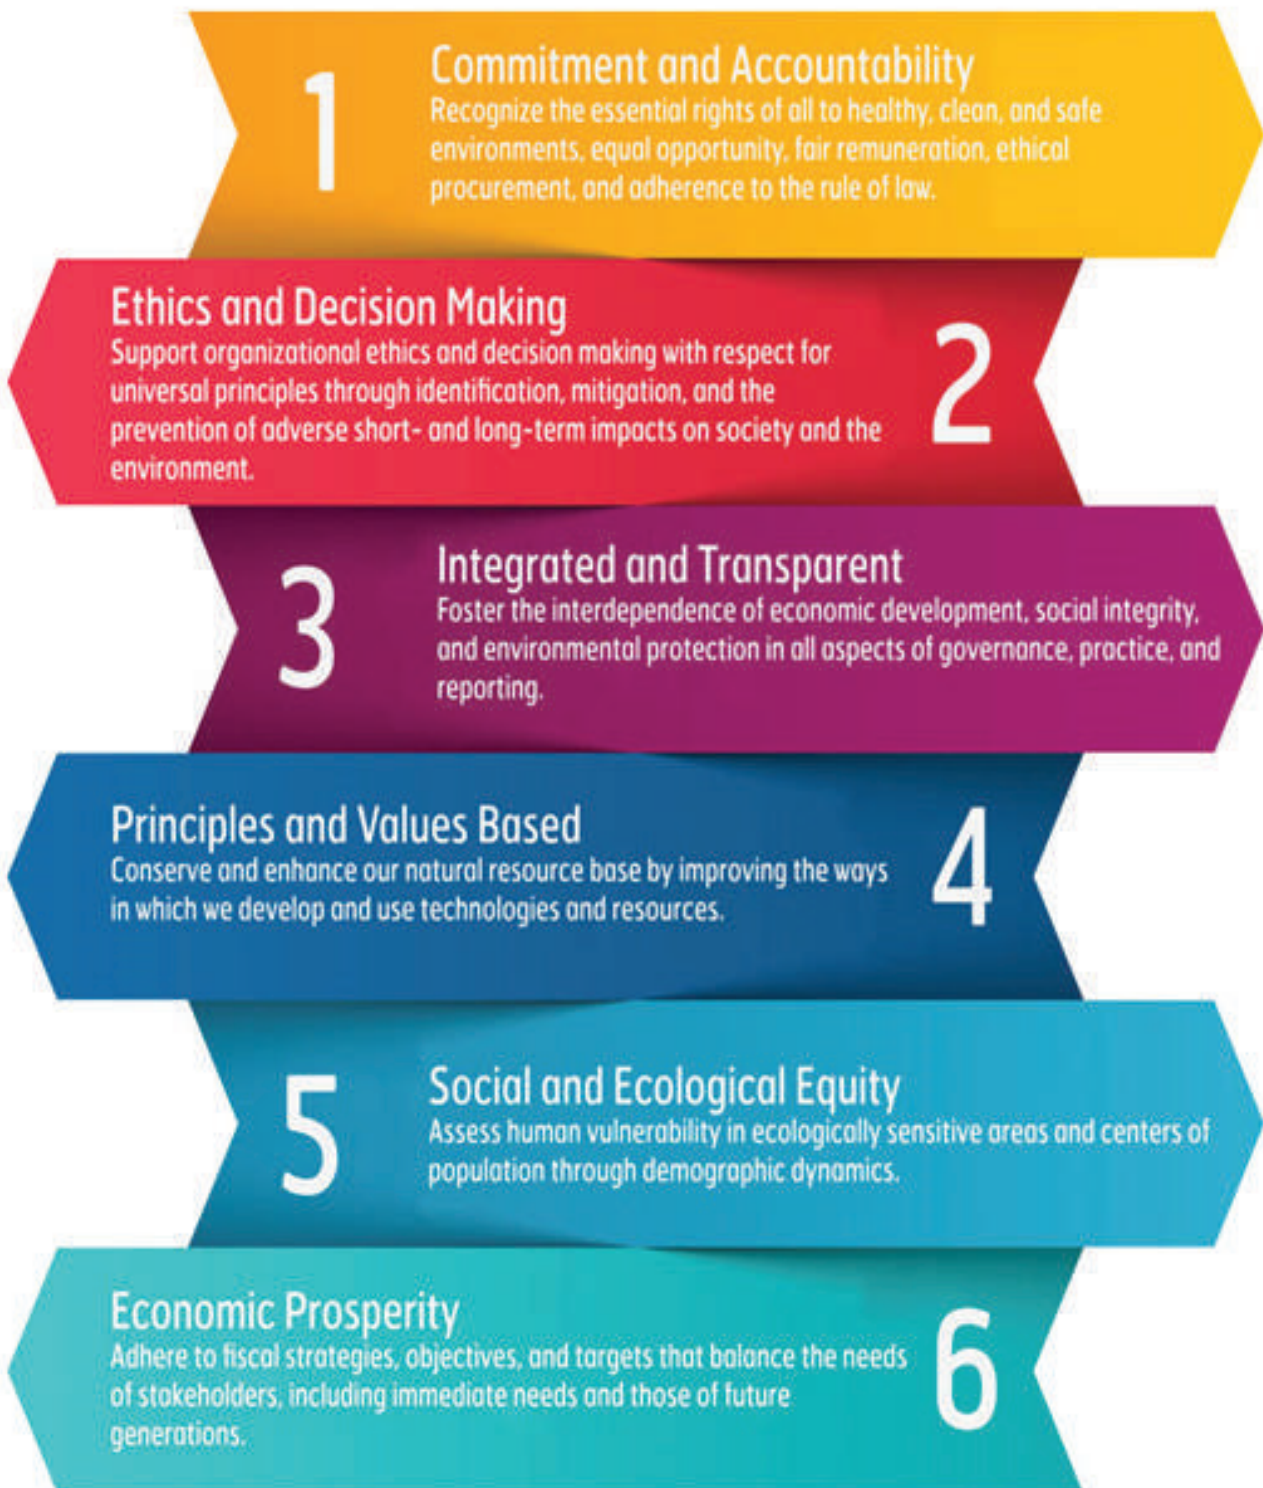 1
Commitment and Accountability
Recognize the essential rights of all to healthy, clean, and safe
environments, equal opportunity, fair remuneration, ethical
procurement, and adherence to the rule of law.
Ethics and Decision Making
Support organizational ethics and decision making with respect for
universal principles through identification, mitigation, and the
prevention of adverse short- and long-term impacts on society and the
environment.
2
3
Integrated and Transparent
Foster the interdependence of economic development, social integrity,
and environmental protection in all aspects of governance, practice, and
reporting.
Principles and Values Based
Conserve and enhance our natural resource base by improving the ways
in which we develop and use technologies and resources.
4
5
Social and Ecological Equity
Assess human vulnerability in ecologically sensitive areas and centers of
population through demographic dynamics.
Economic Prosperity
Adhere to fiscal strategies, objectives, and targets that balance the needs
of stakeholders, including immediate needs and those of future
generations.
6